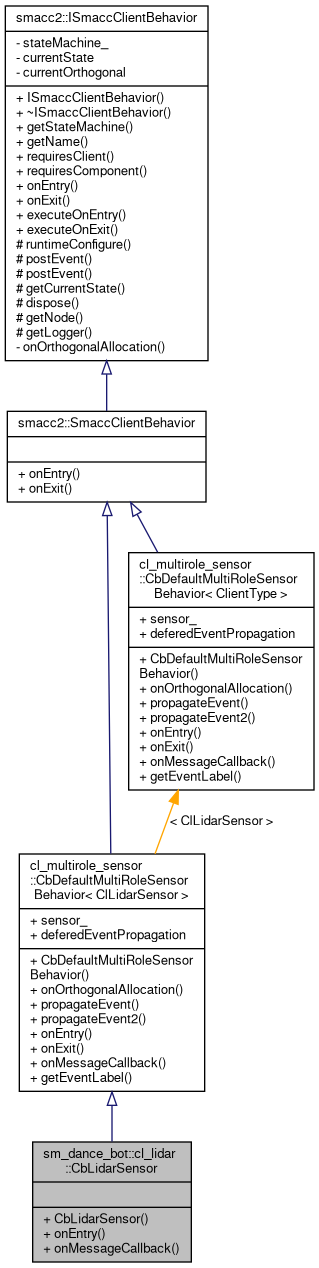 smacc2::ISmaccClientBehavior
- stateMachine_
- currentState
- currentOrthogonal
+ ISmaccClientBehavior()
+ ~ISmaccClientBehavior()
+ getStateMachine()
+ getName()
+ requiresClient()
+ requiresComponent()
+ onEntry()
+ onExit()
+ executeOnEntry()
+ executeOnExit()
# runtimeConfigure()
# postEvent()
# postEvent()
# getCurrentState()
# dispose()
# getNode()
# getLogger()
- onOrthogonalAllocation()
smacc2::SmaccClientBehavior
+ onEntry()
+ onExit()
cl_multirole_sensor
::CbDefaultMultiRoleSensor
Behavior< ClientType >
+ sensor_
+ deferedEventPropagation
+ CbDefaultMultiRoleSensor
Behavior()
+ onOrthogonalAllocation()
+ propagateEvent()
+ propagateEvent2()
+ onEntry()
+ onExit()
+ onMessageCallback()
+ getEventLabel()
< ClLidarSensor >
cl_multirole_sensor
::CbDefaultMultiRoleSensor
Behavior< ClLidarSensor >
+ sensor_
+ deferedEventPropagation
+ CbDefaultMultiRoleSensor
Behavior()
+ onOrthogonalAllocation()
+ propagateEvent()
+ propagateEvent2()
+ onEntry()
+ onExit()
+ onMessageCallback()
+ getEventLabel()
sm_dance_bot::cl_lidar
::CbLidarSensor
+ CbLidarSensor()
+ onEntry()
+ onMessageCallback()